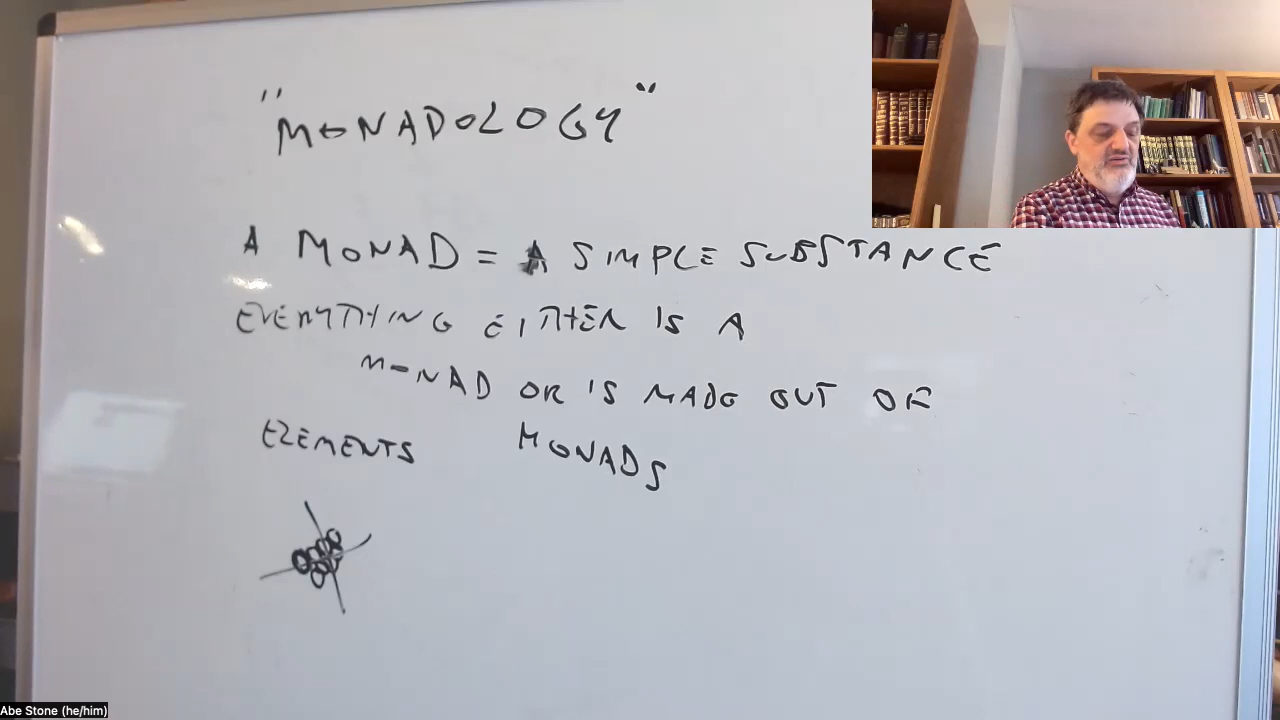 "MONADOLOGY"
A MONAD = A SIMPLE SUBSTANCE
EVERYTHING EITHER IS A
MONAD OR IS MADE OUT OF
ELEMENTS MONADS
Abe Stone (he/him)